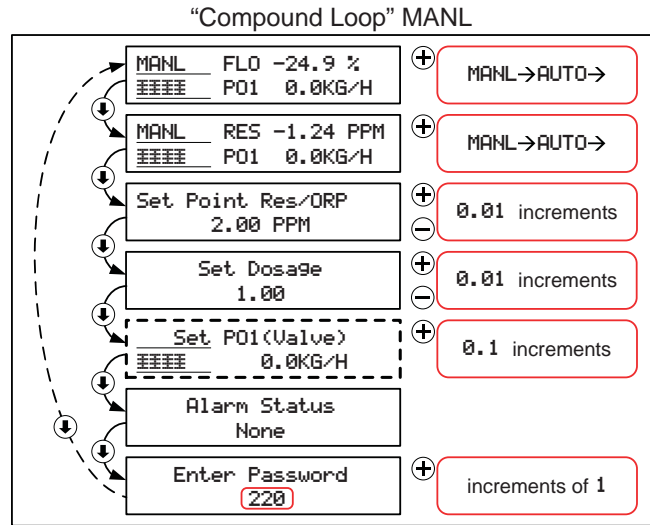 “Compound Loop” MANL
MANL FLO -24.9 %
PO1 0.0KG/H
MANL→AUTO→
MANL RES -1.24 PPM
PO1 0.0KG/H
MANL→AUTO→
Set Point Res/ORP
2.00 PPM
0.01 increments
Set Dosage
1.00
0.01 increments
Set PO1(Valve)
0.0KG/H
0.1 increments
Alarm Status
None
Enter Password
220
increments of 1